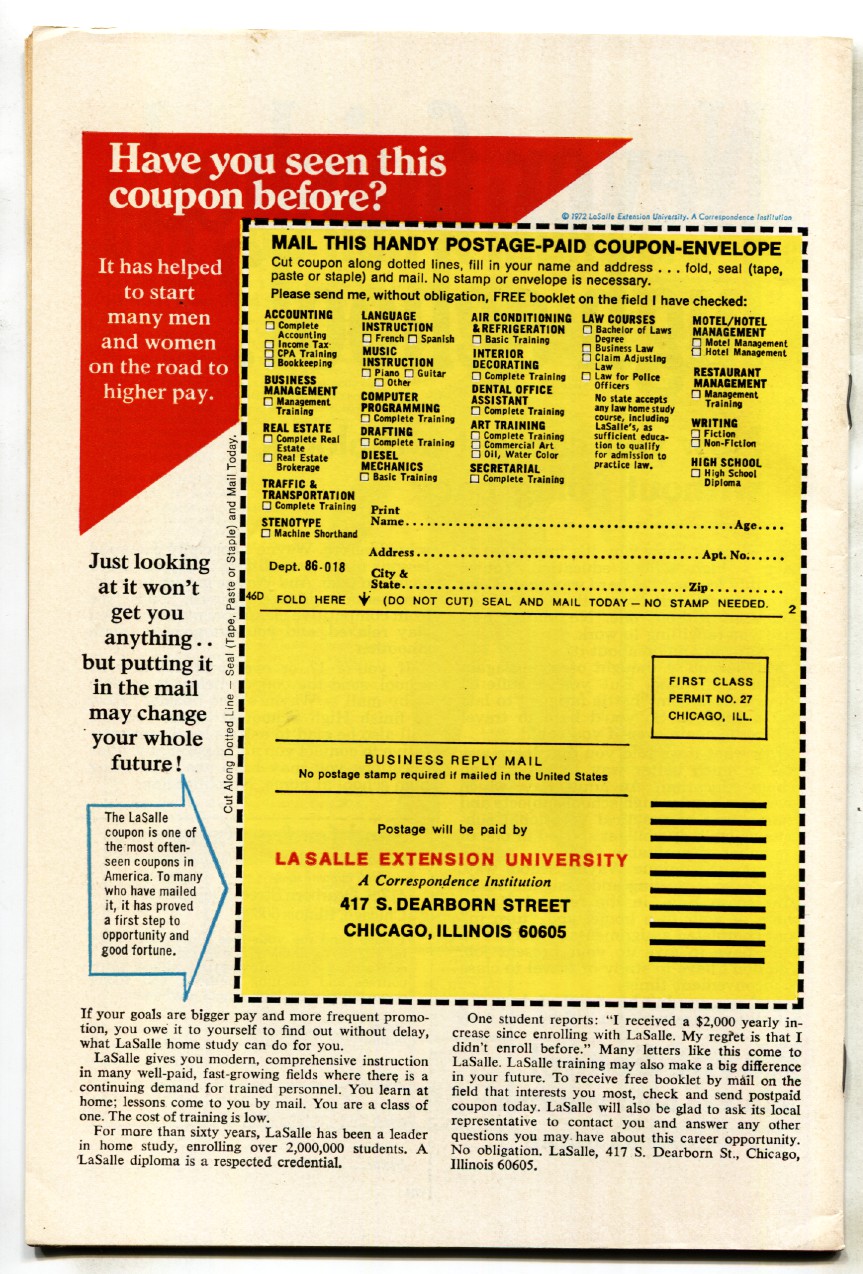 Have you seen this
coupon before?
© 1972 LaSalle Extension University. A Correspondence Institution
It has helped
to start
many men
and women
on the road to
higher pay.
Just looking
at it won't
get you
anything . .
but putting it
in the mail
may change
your whole
future!
The LaSalle
coupon is one of
the most often-
seen coupons in
America. To many
who have mailed
it, it has proved
a first step to
opportunity and
good fortune.
Cut Along Dotted Line — Seal (Tape, Paste or Staple) and Mail Today.
MAIL THIS HANDY POSTAGE-PAID COUPON-ENVELOPE
Cut coupon along dotted lines, fill in your name and address . . . fold, seal (tape,
paste or staple) and mail. No stamp or envelope is necessary.
Please send me, without obligation, FREE booklet on the field I have checked:
ACCOUNTING
☐ Complete
Accounting
☐ Income Tax
☐ CPA Training
☐ Bookkeeping
BUSINESS
MANAGEMENT
☐ Management
Training
REAL ESTATE
☐ Complete Real
Estate
☐ Real Estate
Brokerage
TRAFFIC &
TRANSPORTATION
☐ Complete Training
STENOTYPE
☐ Machine Shorthand
LANGUAGE
INSTRUCTION
☐ French ☐ Spanish
MUSIC
INSTRUCTION
☐ Piano ☐ Guitar
☐ Other
COMPUTER
PROGRAMMING
☐ Complete Training
DRAFTING
☐ Complete Training
DIESEL
MECHANICS
☐ Basic Training
AIR CONDITIONING
& REFRIGERATION
☐ Basic Training
INTERIOR
DECORATING
☐ Complete Training
DENTAL OFFICE
ASSISTANT
☐ Complete Training
ART TRAINING
☐ Complete Training
☐ Commercial Art
☐ Oil, Water Color
SECRETARIAL
☐ Complete Training
LAW COURSES
☐ Bachelor of Laws
Degree
☐ Business Law
☐ Claim Adjusting
Law
☐ Law for Police
Officers
No state accepts
any law home study
course, including
LaSalle's, as
sufficient educa-
tion to qualify
for admission to
practice law.
MOTEL/HOTEL
MANAGEMENT
☐ Motel Management
☐ Hotel Management
RESTAURANT
MANAGEMENT
☐ Management
Training
WRITING
☐ Fiction
☐ Non-Fiction
HIGH SCHOOL
☐ High School
Diploma
Print
Name.......................................................Age....
Address................................................Apt. No......
Dept. 86-018
City &
State..................................................Zip..........
46D FOLD HERE ↓ (DO NOT CUT) SEAL AND MAIL TODAY — NO STAMP NEEDED. 2
FIRST CLASS
PERMIT NO. 27
CHICAGO, ILL.
BUSINESS REPLY MAIL
No postage stamp required if mailed in the United States
Postage will be paid by
LA SALLE EXTENSION UNIVERSITY
A Correspondence Institution
417 S. DEARBORN STREET
CHICAGO, ILLINOIS 60605
If your goals are bigger pay and more frequent promo-
tion, you owe it to yourself to find out without delay,
what LaSalle home study can do for you.
LaSalle gives you modern, comprehensive instruction
in many well-paid, fast-growing fields where there is a
continuing demand for trained personnel. You learn at
home; lessons come to you by mail. You are a class of
one. The cost of training is low.
For more than sixty years, LaSalle has been a leader
in home study, enrolling over 2,000,000 students. A
LaSalle diploma is a respected credential.
One student reports: "I received a $2,000 yearly in-
crease since enrolling with LaSalle. My regret is that I
didn't enroll before." Many letters like this come to
LaSalle. LaSalle training may also make a big difference
in your future. To receive free booklet by mail on the
field that interests you most, check and send postpaid
coupon today. LaSalle will also be glad to ask its local
representative to contact you and answer any other
questions you may have about this career opportunity.
No obligation. LaSalle, 417 S. Dearborn St., Chicago,
Illinois 60605.